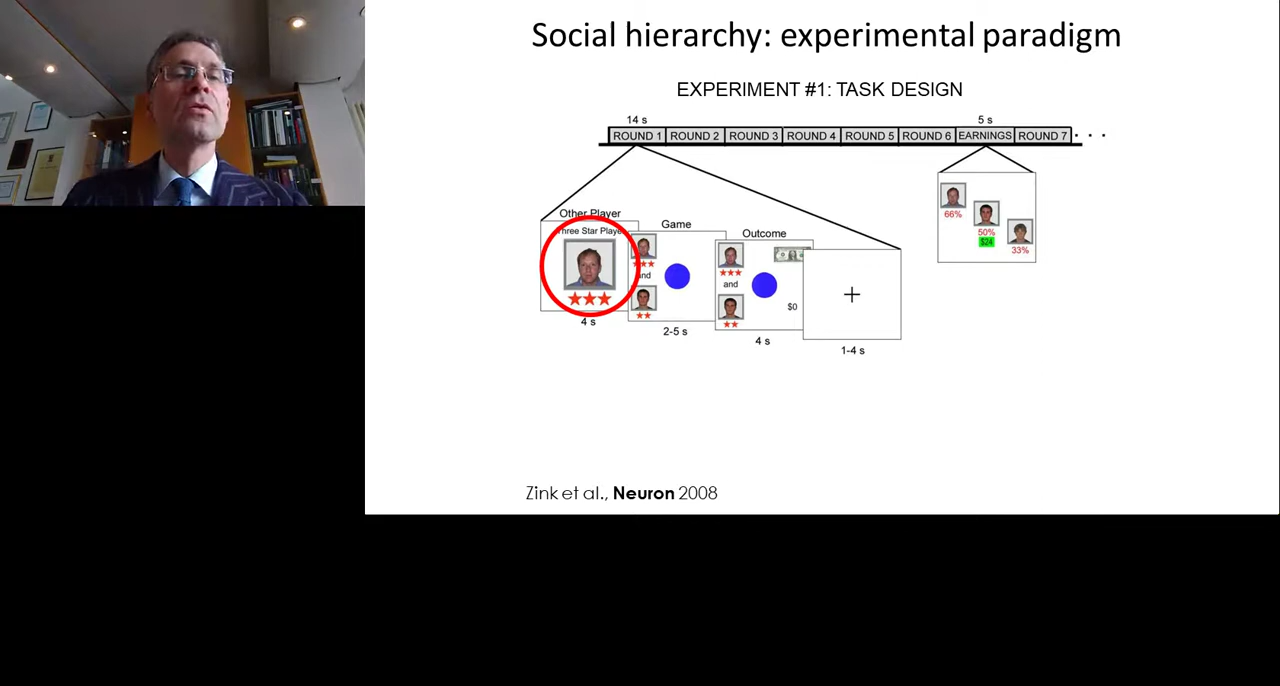 Social hierarchy: experimental paradigm
EXPERIMENT #1: TASK DESIGN
14 s
5 s
ROUND 1 ROUND 2 ROUND 3 ROUND 4 ROUND 5 ROUND 6 EARNINGS ROUND 7 . . .
Other Player
Three Star Player
★★★
4 s
Game
★★★
and
★★
2-5 s
Outcome
★★★
and
★★
$0
4 s
+
1-4 s
66%
50%
$24
33%
Zink et al., Neuron 2008